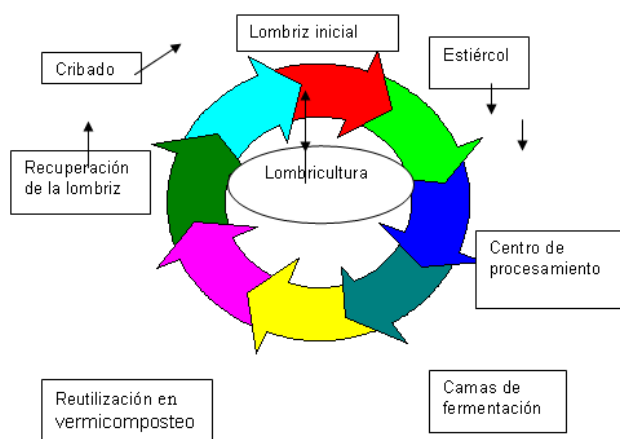 Lombriz inicial
Estiércol
Cribado
Recuperación
de la lombriz
Lombricultura
Centro de
procesamiento
Camas de
fermentación
Reutilización en
vermicomposteo